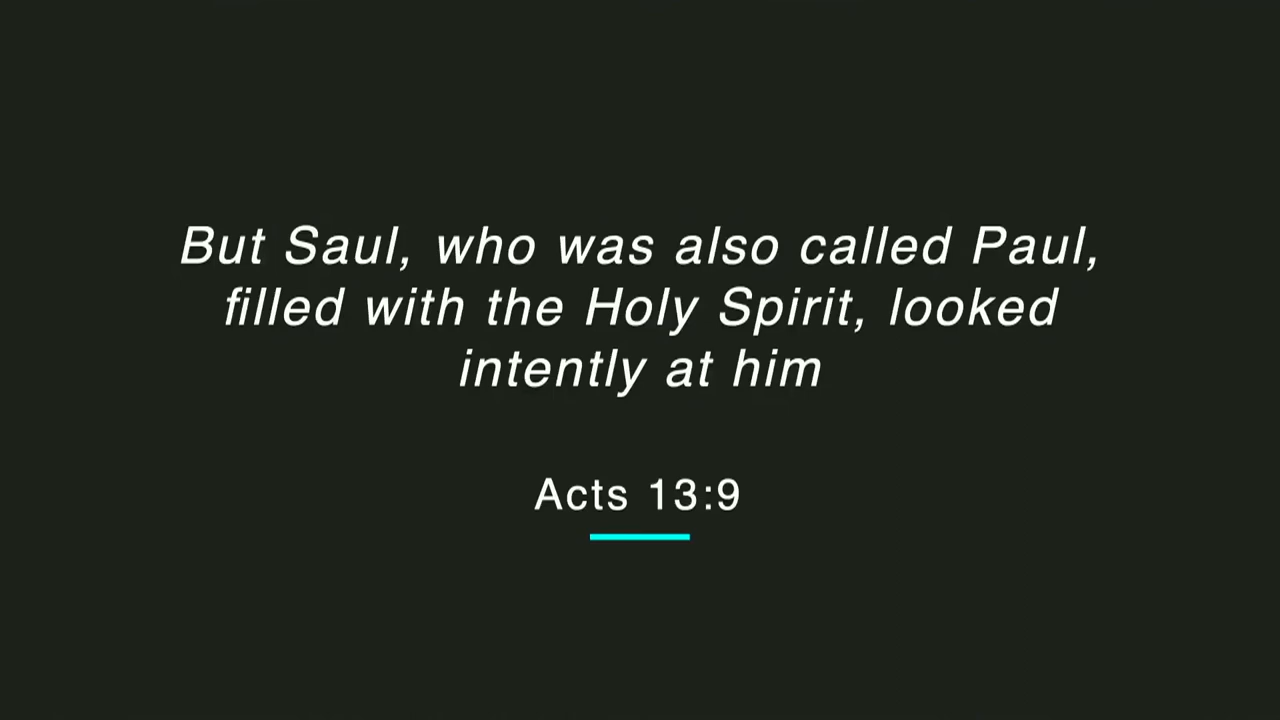 But Saul, who was also called Paul,
filled with the Holy Spirit, looked
intently at him
Acts 13:9